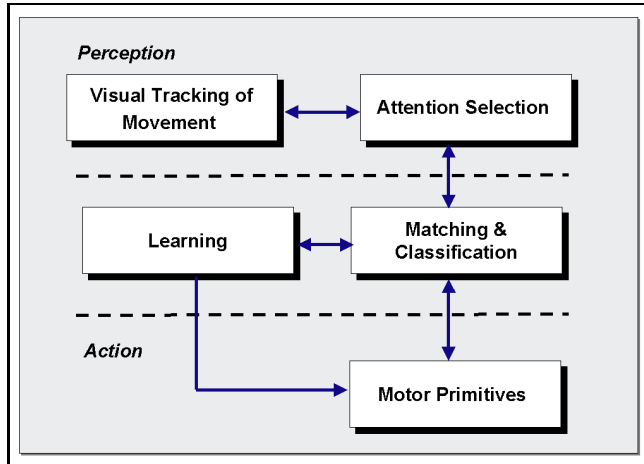 Perception
Visual Tracking of
Movement
Attention Selection
Learning
Matching &
Classification
Action
Motor Primitives